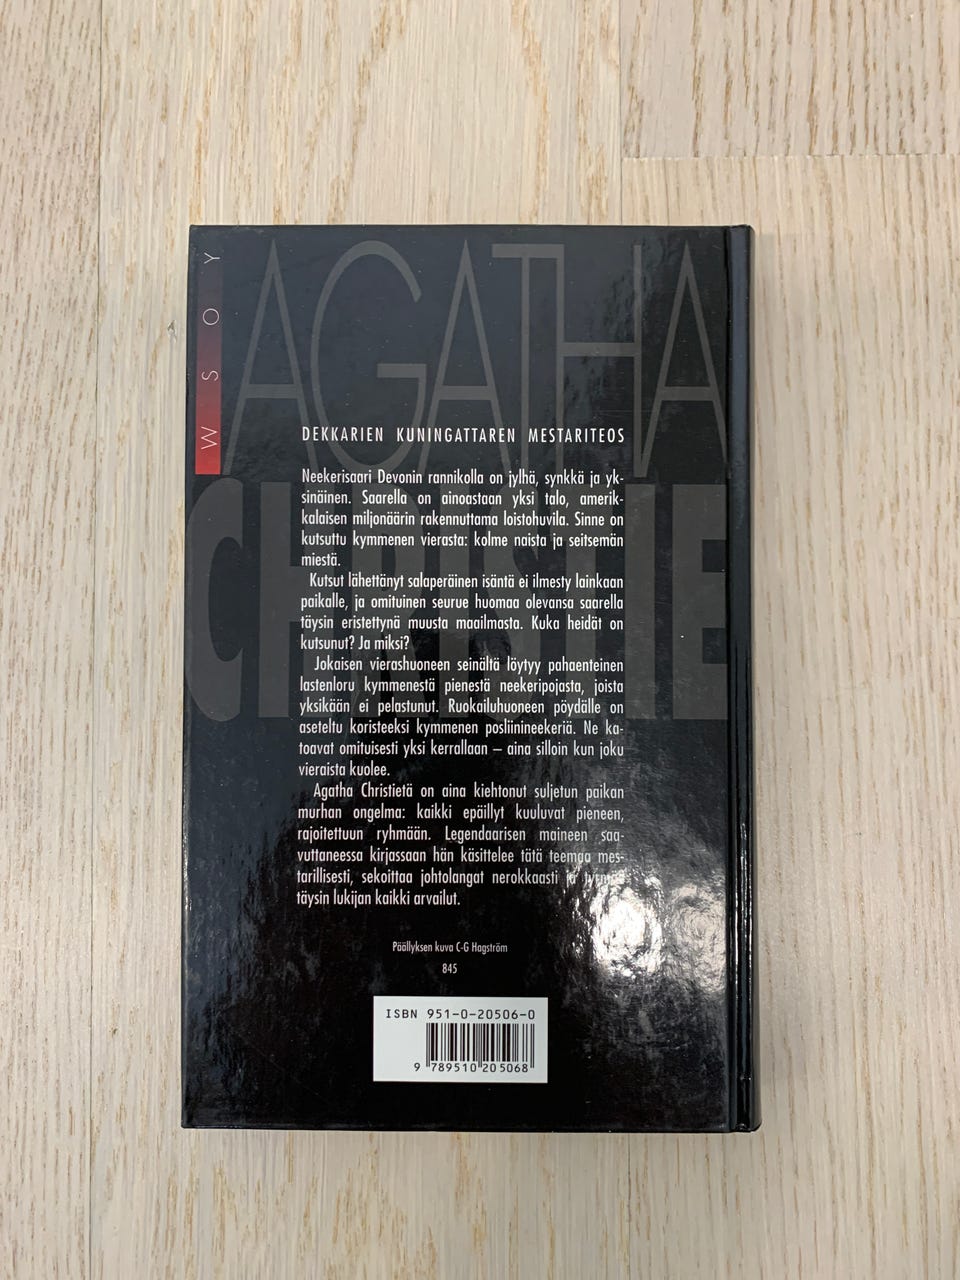 WSOY
AGATHA
CHRISTIE
DEKKARIEN KUNINGATTAREN MESTARITEOS
Neekerisaari Devonin rannikolla on jylhä, synkkä ja yk-
sinäinen. Saarella on ainoastaan yksi talo, amerik-
kalaisen miljonäärin rakennuttama loistohuvila. Sinne on
kutsuttu kymmenen vierasta: kolme naista ja seitsemän
miestä.
Kutsut lähettänyt salaperäinen isäntä ei ilmesty lainkaan
paikalle, ja omituinen seurue huomaa olevansa saarella
täysin eristettynä muusta maailmasta. Kuka heidät on
kutsunut? Ja miksi?
Jokaisen vierashuoneen seinältä löytyy pahaenteinen
lastenloru kymmenestä pienestä neekeripojasta, joista
yksikään ei pelastunut. Ruokailuhuoneen pöydälle on
aseteltu koristeeksi kymmenen posliinineekeriä. Ne ka-
toavat omituisesti yksi kerrallaan – aina silloin kun joku
vieraista kuolee.
Agatha Christietä on aina kiehtonut suljetun paikan
murhan ongelma: kaikki epäillyt kuuluvat pieneen,
rajoitettuun ryhmään. Legendaarisen maineen saa-
vuttaneessa kirjassaan hän käsittelee tätä teemaa mes-
tarillisesti, sekoittaa johtolangat nerokkaasti ja
täysin lukijan kaikki arvailut.
Päällyksen kuva C-G Hagström
845
ISBN 951-0-20506-0
9 789510 205068